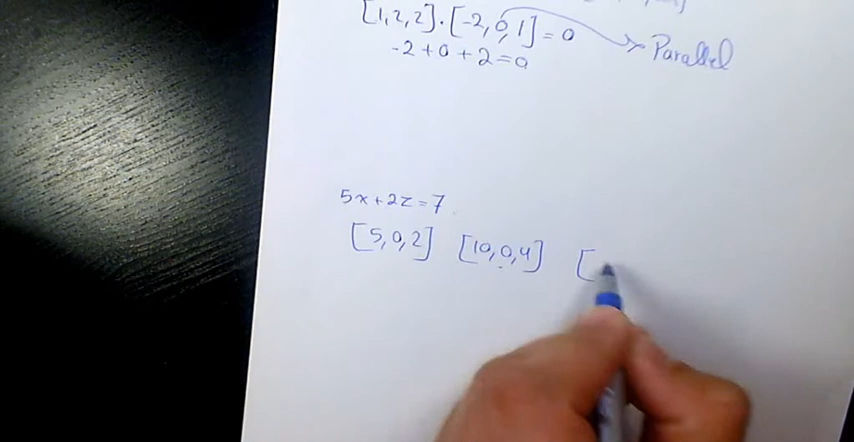 [1,2,2]·[-2,0,1]=0 → Parallel
-2+0+2=0
5x+2z=7
[5,0,2] [10,0,4] [